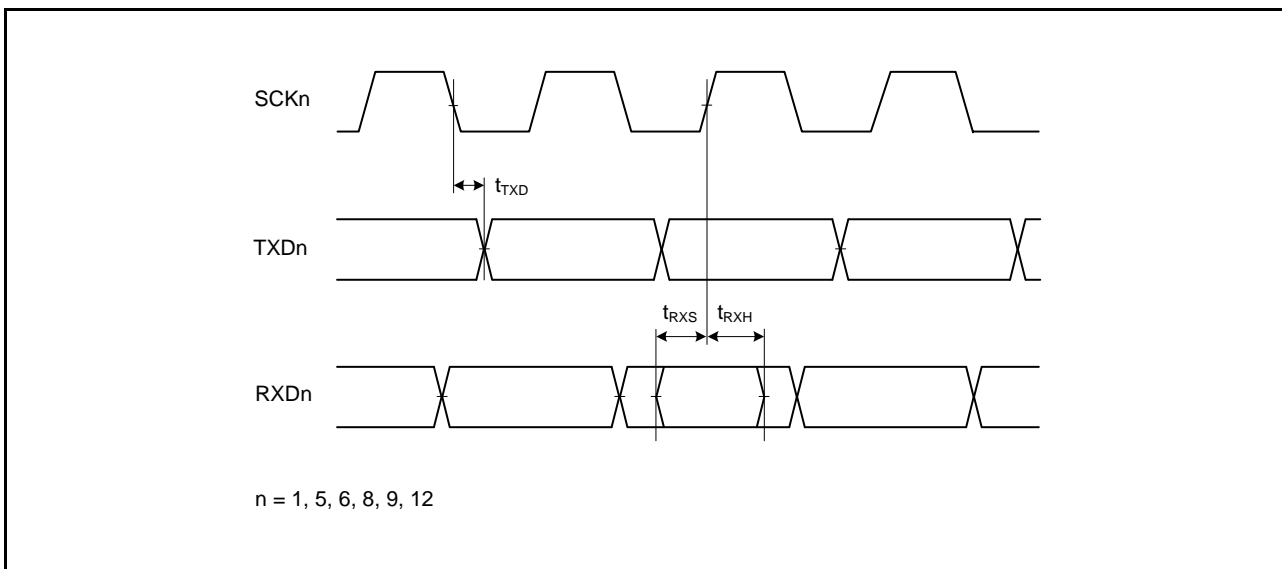 SCKn
tTXD
TXDn
tRXS tRXH
RXDn
n = 1, 5, 6, 8, 9, 12